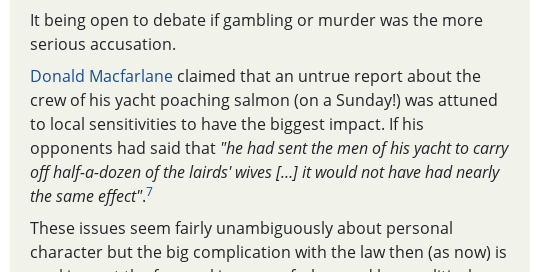 It being open to debate if gambling or murder was the more
serious accusation.
Donald Macfarlane claimed that an untrue report about the
crew of his yacht poaching salmon (on a Sunday!) was attuned
to local sensitivities to have the biggest impact. If his
opponents had said that "he had sent the men of his yacht to carry
off half-a-dozen of the lairds' wives [...] it would not have had nearly
the same effect".7
These issues seem fairly unambiguously about personal
character but the big complication with the law then (as now) is